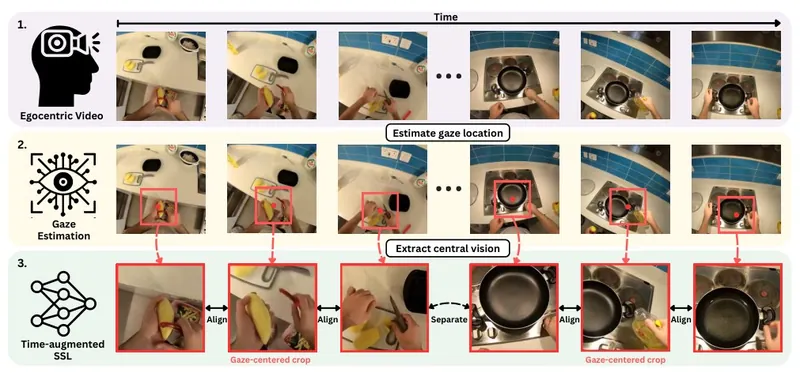 1.
Time
Egocentric Video
Estimate gaze location
2.
Gaze
Estimation
Extract central vision
3.
Align
Align
Separate
Align
Align
Time-augmented
SSL
Gaze-centered crop
Gaze-centered crop